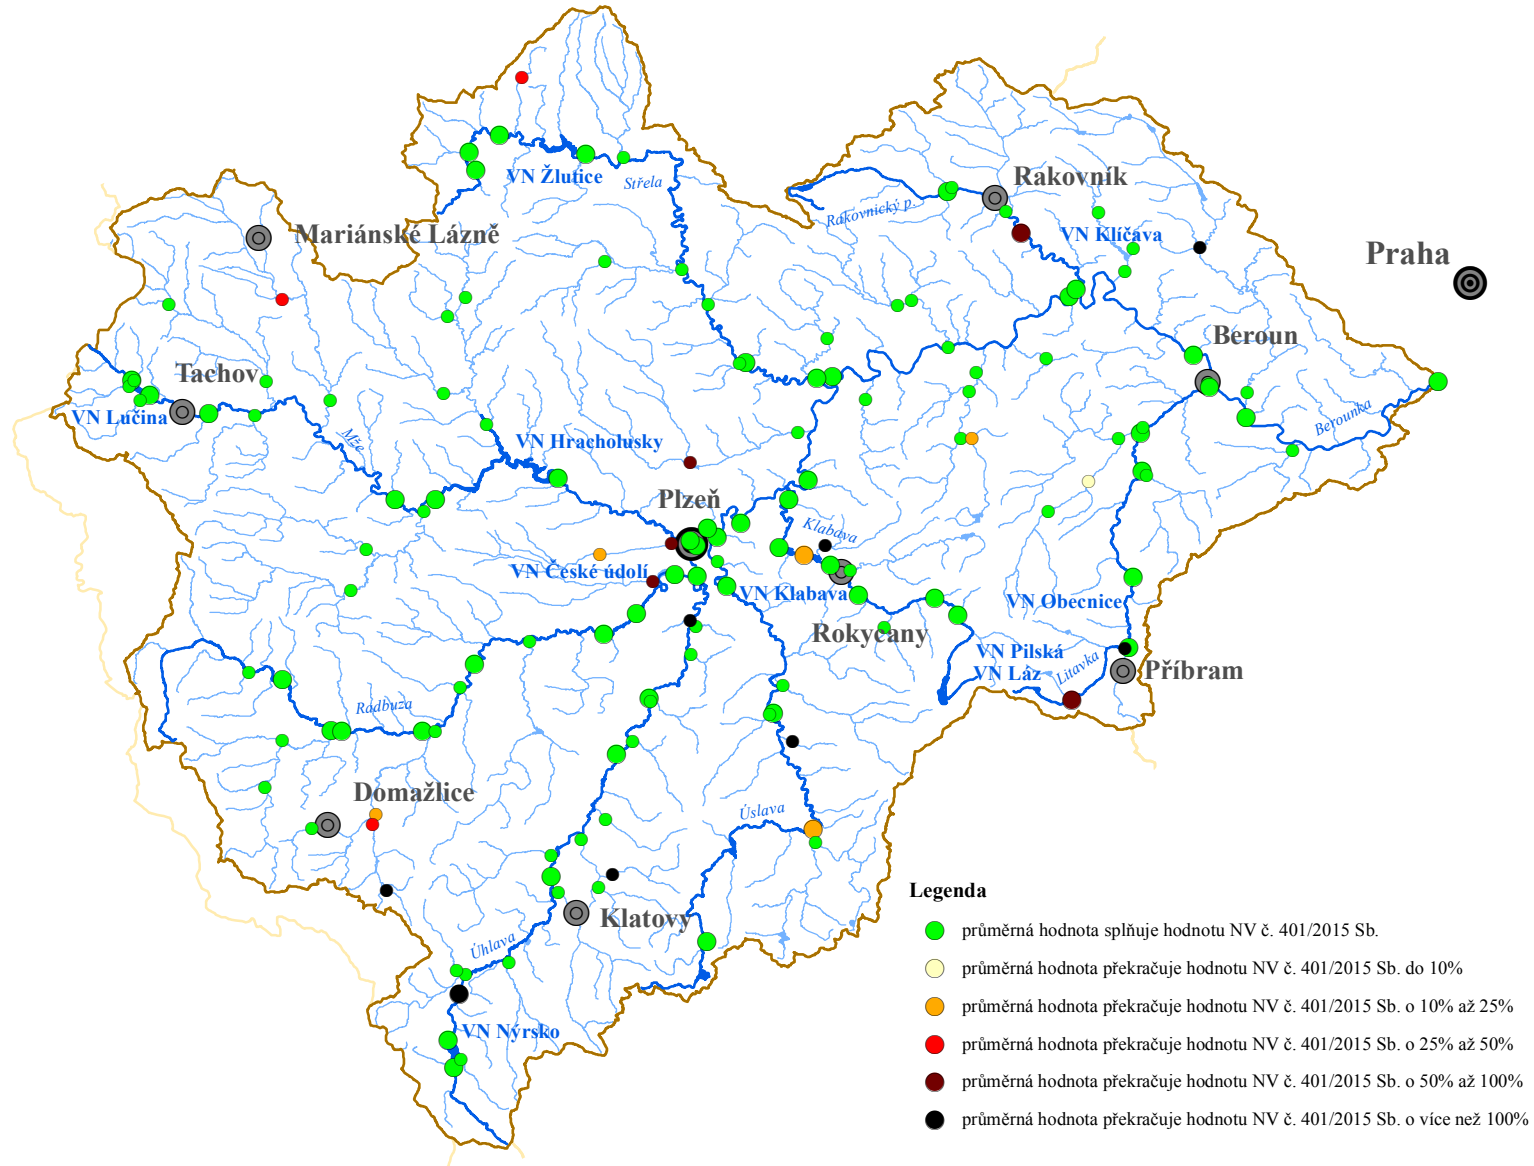 VN Žlutice
Střela
Rakovník
Rakovnický p.
VN Klíčava
Mariánské Lázně
Praha
Beroun
Tachov
VN Lučina
Mže
Berounka
VN Hracholusky
Plzeň
Klabava
VN České údolí
VN Klabava
VN Obecnice
Rokycany
VN Pilská
VN Láz
Litavka
Příbram
Radbuza
Domažlice
Úslava
Klatovy
Úhlava
VN Nýrsko
Legenda
průměrná hodnota splňuje hodnotu NV č. 401/2015 Sb.
průměrná hodnota překračuje hodnotu NV č. 401/2015 Sb. do 10%
průměrná hodnota překračuje hodnotu NV č. 401/2015 Sb. o 10% až 25%
průměrná hodnota překračuje hodnotu NV č. 401/2015 Sb. o 25% až 50%
průměrná hodnota překračuje hodnotu NV č. 401/2015 Sb. o 50% až 100%
průměrná hodnota překračuje hodnotu NV č. 401/2015 Sb. o více než 100%